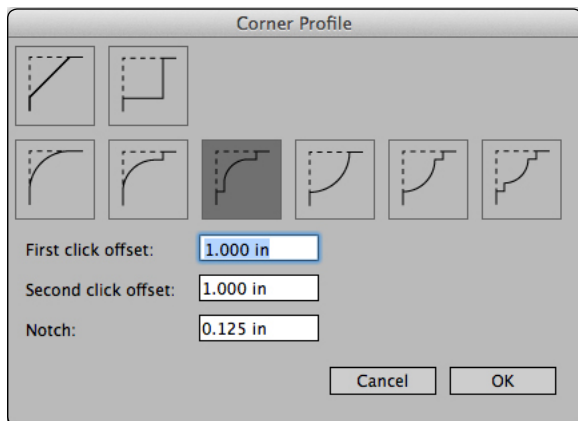 Corner Profile
First click offset: 1.000 in
Second click offset: 1.000 in
Notch: 0.125 in
Cancel OK